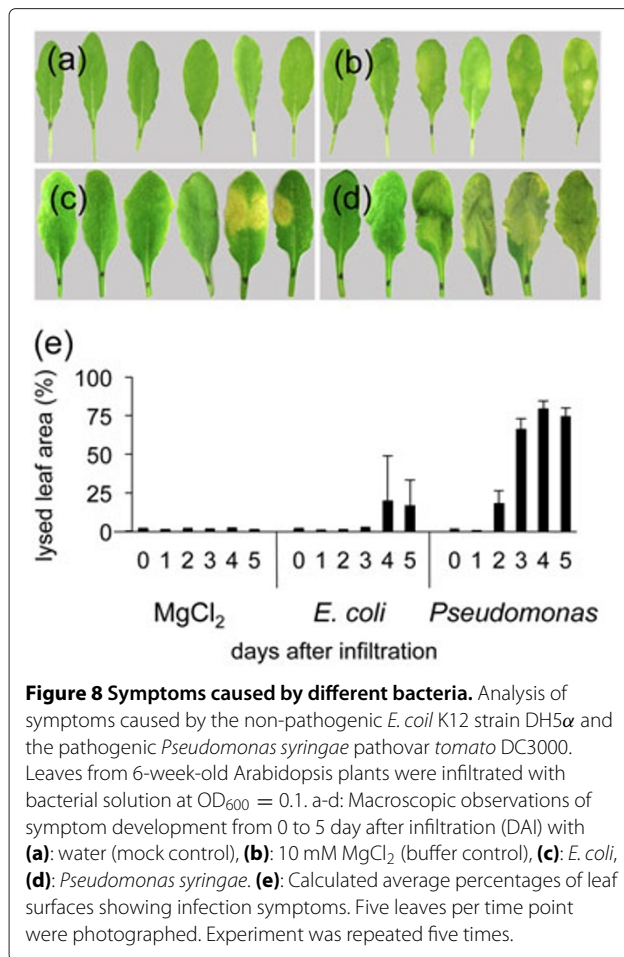 (a)
(b)
(c)
(d)
(e)
lysed leaf area (%)
100
75
50
25
0
0 1 2 3 4 5 0 1 2 3 4 5 0 1 2 3 4 5
MgCl₂ E. coli Pseudomonas
days after infiltration
Figure 8 Symptoms caused by different bacteria. Analysis of
symptoms caused by the non-pathogenic E. coil K12 strain DH5α and
the pathogenic Pseudomonas syringae pathovar tomato DC3000.
Leaves from 6-week-old Arabidopsis plants were infiltrated with
bacterial solution at OD₆₀₀ = 0.1. a-d: Macroscopic observations of
symptom development from 0 to 5 day after infiltration (DAI) with
(a): water (mock control), (b): 10 mM MgCl₂ (buffer control), (c): E. coli,
(d): Pseudomonas syringae. (e): Calculated average percentages of leaf
surfaces showing infection symptoms. Five leaves per time point
were photographed. Experiment was repeated five times.